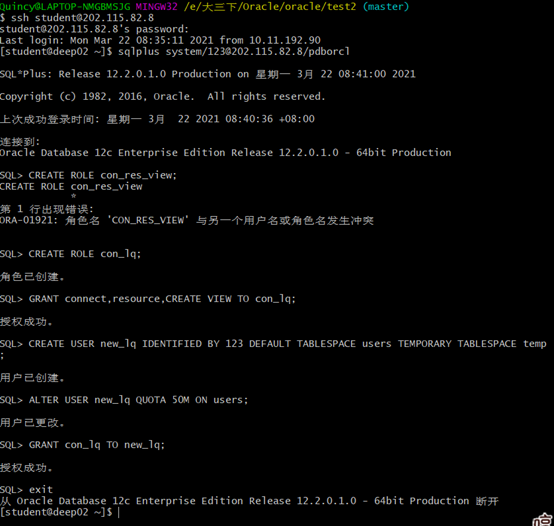 Quincy@LAPTOP-NMGBMSJG MINGW32 /e/大三下/Oracle/oracle/test2 (master)
$ ssh student@202.115.82.8
student@202.115.82.8's password:
Last login: Mon Mar 22 08:35:11 2021 from 10.11.192.90
[student@deep02 ~]$ sqlplus system/123@202.115.82.8/pdborcl
SQL*Plus: Release 12.2.0.1.0 Production on 星期一 3月 22 08:41:00 2021
Copyright (c) 1982, 2016, Oracle.  All rights reserved.
上次成功登录时间: 星期一 3月  22 2021 08:40:36 +08:00
连接到:
Oracle Database 12c Enterprise Edition Release 12.2.0.1.0 - 64bit Production
SQL> CREATE ROLE con_res_view;
CREATE ROLE con_res_view
*
第 1 行出现错误:
ORA-01921: 角色名 'CON_RES_VIEW' 与另一个用户名或角色名发生冲突
SQL> CREATE ROLE con_lq;
角色已创建。
SQL> GRANT connect,resource,CREATE VIEW TO con_lq;
授权成功。
SQL> CREATE USER new_lq IDENTIFIED BY 123 DEFAULT TABLESPACE users TEMPORARY TABLESPACE temp
;
用户已创建。
SQL> ALTER USER new_lq QUOTA 50M ON users;
用户已更改。
SQL> GRANT con_lq TO new_lq;
授权成功。
SQL> exit
从 Oracle Database 12c Enterprise Edition Release 12.2.0.1.0 - 64bit Production 断开
[student@deep02 ~]$